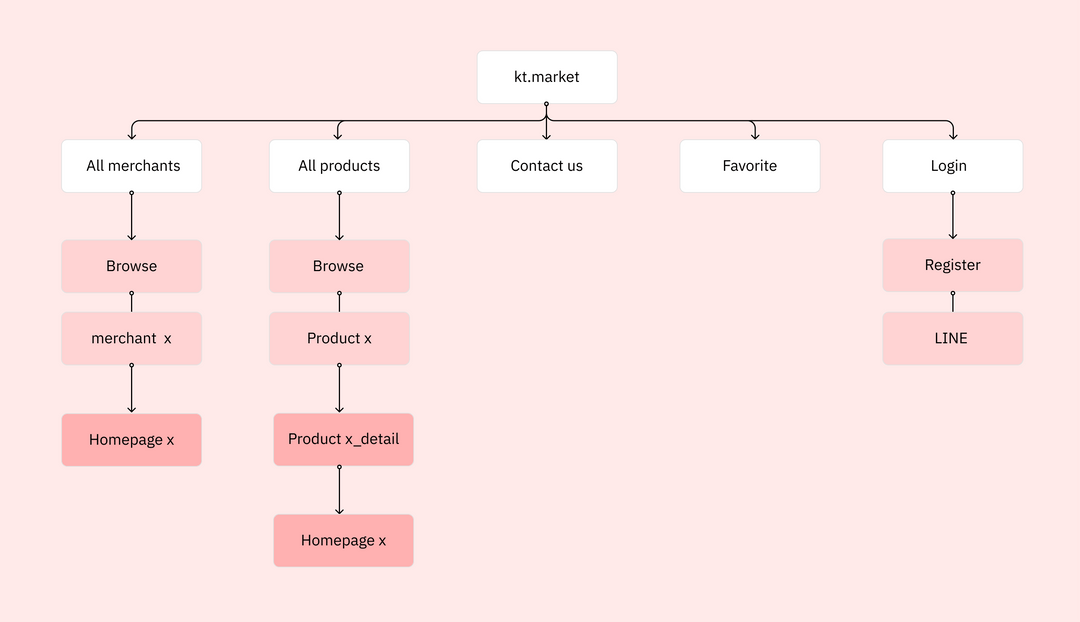 kt.market
All merchants
All products
Contact us
Favorite
Login
Browse
Browse
Register
merchant  x
Product x
LINE
Homepage x
Product x_detail
Homepage x